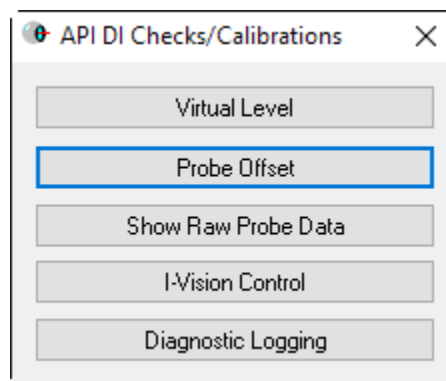 API DI Checks/Calibrations
Virtual Level
Probe Offset
Show Raw Probe Data
I-Vision Control
Diagnostic Logging